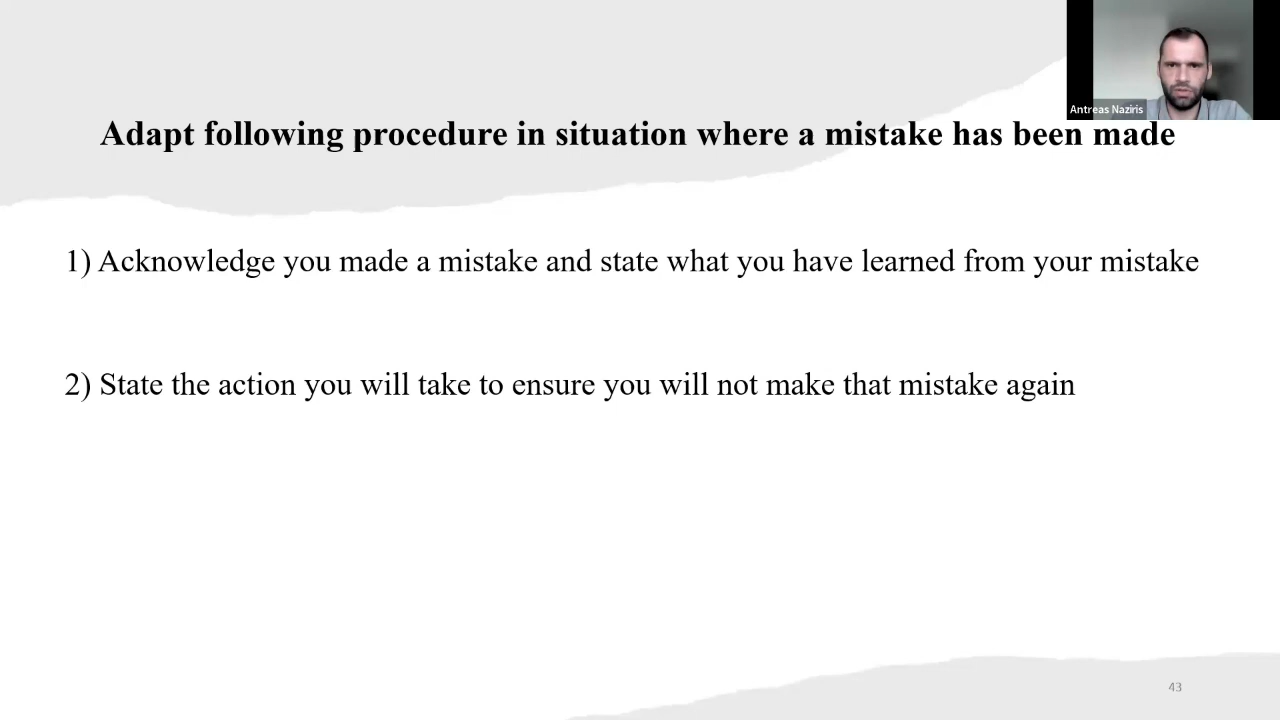 Antreas Naziris
Adapt following procedure in situation where a mistake has been made
1) Acknowledge you made a mistake and state what you have learned from your mistake
2) State the action you will take to ensure you will not make that mistake again
43